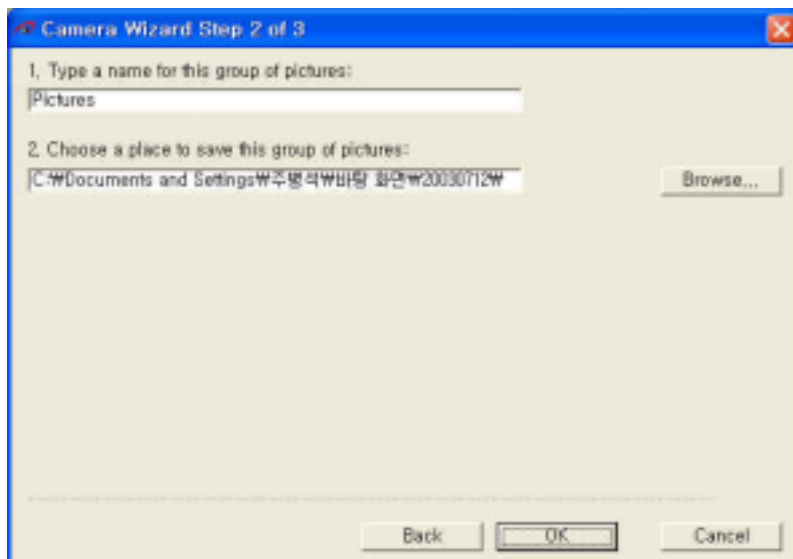 Camera Wizard Step 2 of 3
1, Type a name for this group of pictures:
Pictures
2, Choose a place to save this group of pictures:
C:₩Documents and Settings₩주병석₩바탕 화면₩20030712₩
Browse...
Back
OK
Cancel